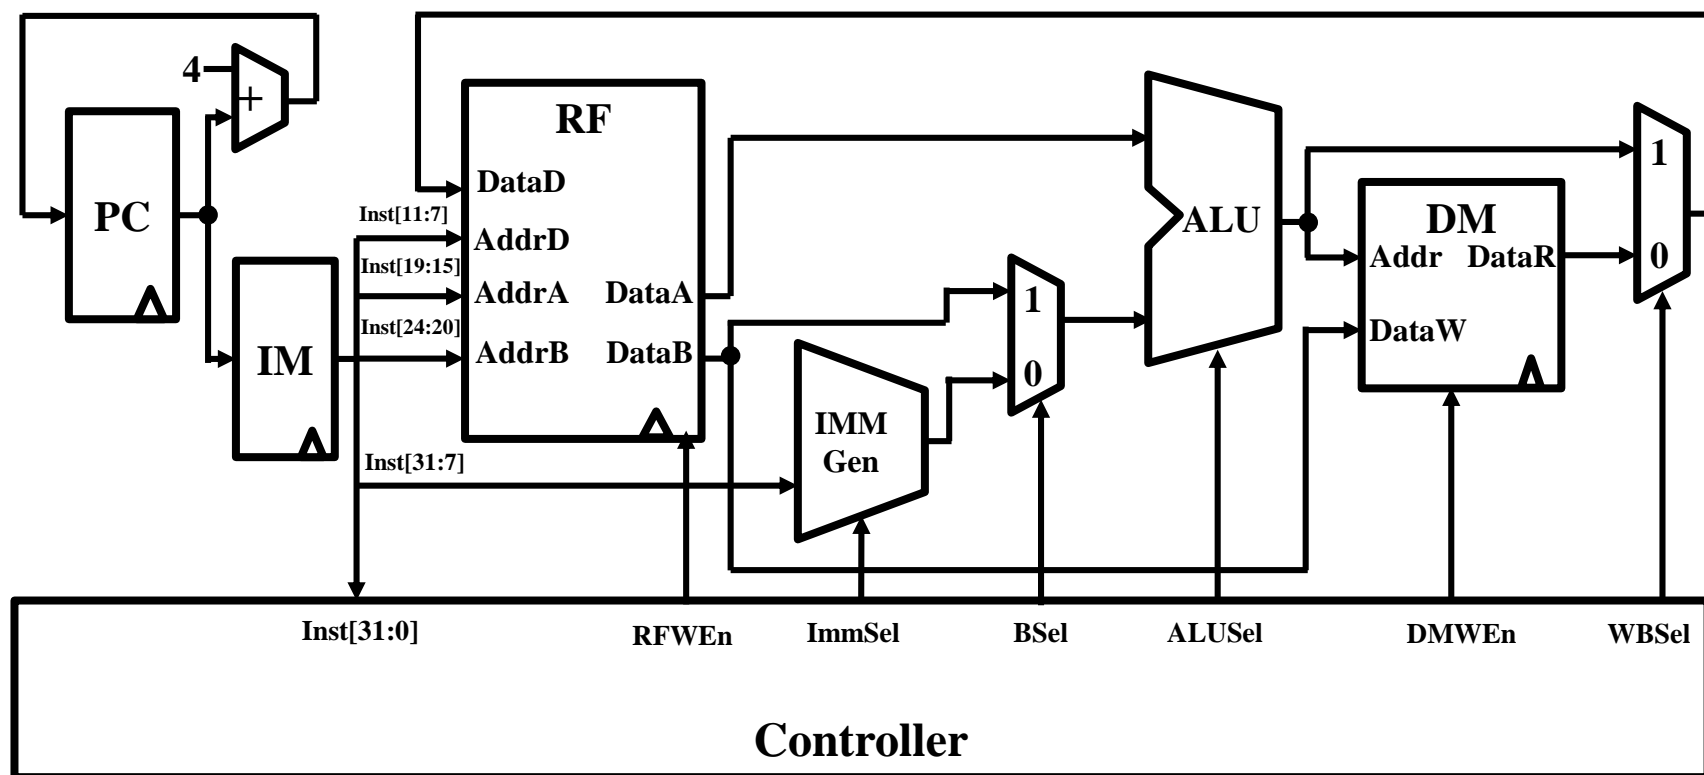 4
+
RF
DataD
PC
Inst[11:7]
AddrD
Inst[19:15]
AddrA
DataA
Inst[24:20]
AddrB
DataB
IM
Inst[31:7]
IMM
Gen
1
0
ALU
DM
Addr
DataR
DataW
1
0
Inst[31:0]
RFWEn
ImmSel
BSel
ALUSel
DMWEn
WBSel
Controller